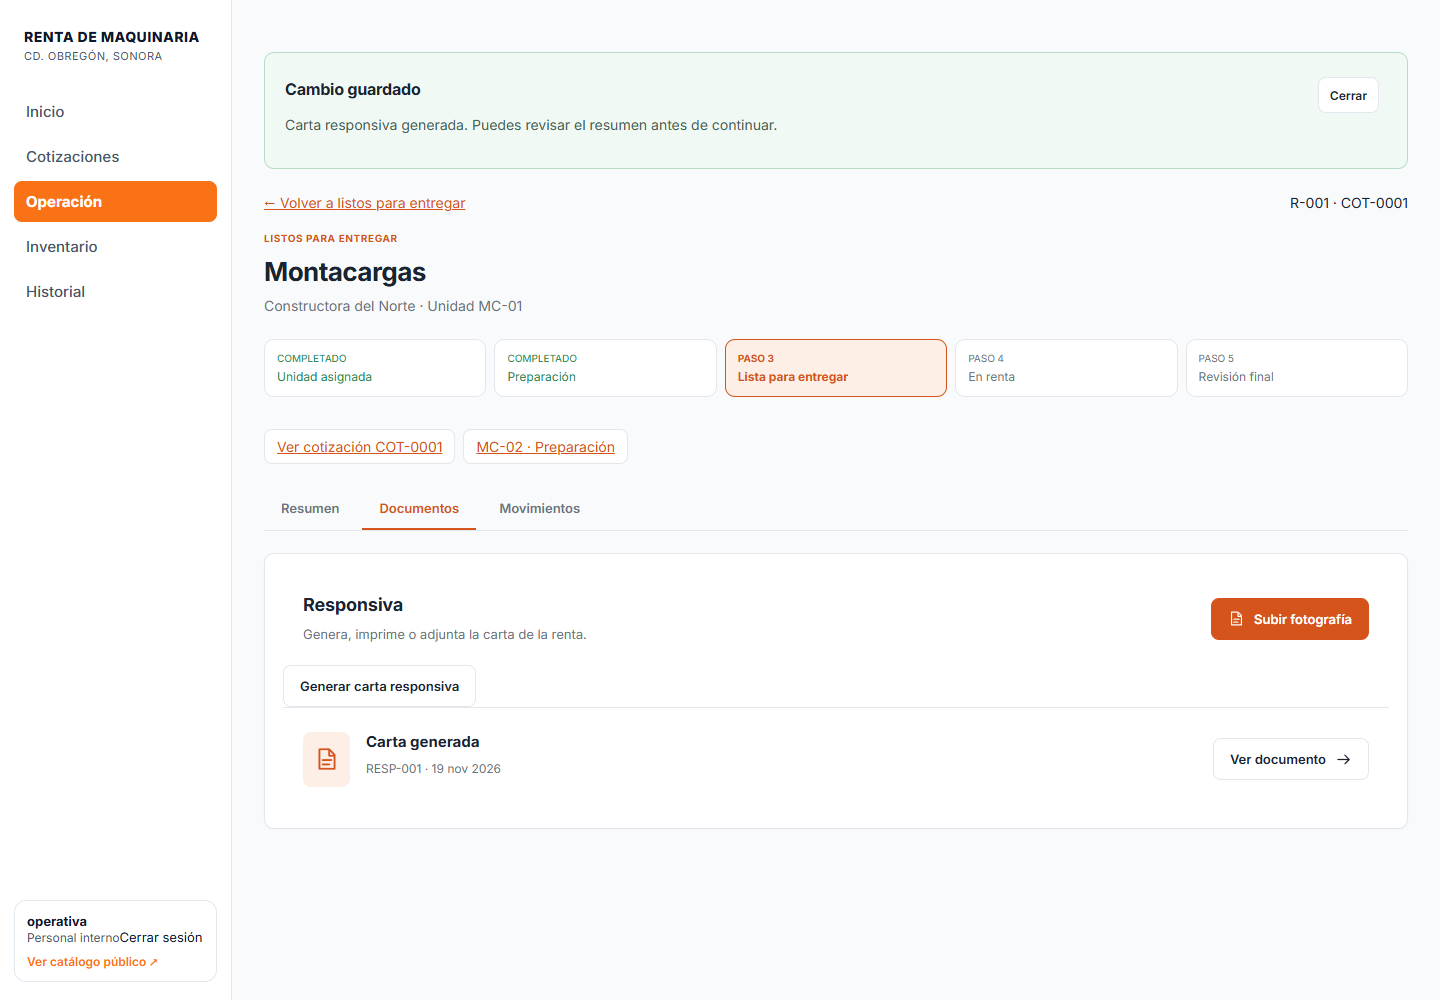 RENTA DE MAQUINARIA
CD. OBREGÓN, SONORA
Inicio
Cotizaciones
Operación
Inventario
Historial
operativa
Personal internoCerrar sesión
Ver catálogo público ↗
Cambio guardado
Cerrar
Carta responsiva generada. Puedes revisar el resumen antes de continuar.
← Volver a listos para entregar
R-001 · COT-0001
LISTOS PARA ENTREGAR
Montacargas
Constructora del Norte · Unidad MC-01
COMPLETADO
Unidad asignada
COMPLETADO
Preparación
PASO 3
Lista para entregar
PASO 4
En renta
PASO 5
Revisión final
Ver cotización COT-0001
MC-02 · Preparación
Resumen
Documentos
Movimientos
Responsiva
Genera, imprime o adjunta la carta de la renta.
Subir fotografía
Generar carta responsiva
Carta generada
RESP-001 · 19 nov 2026
Ver documento →